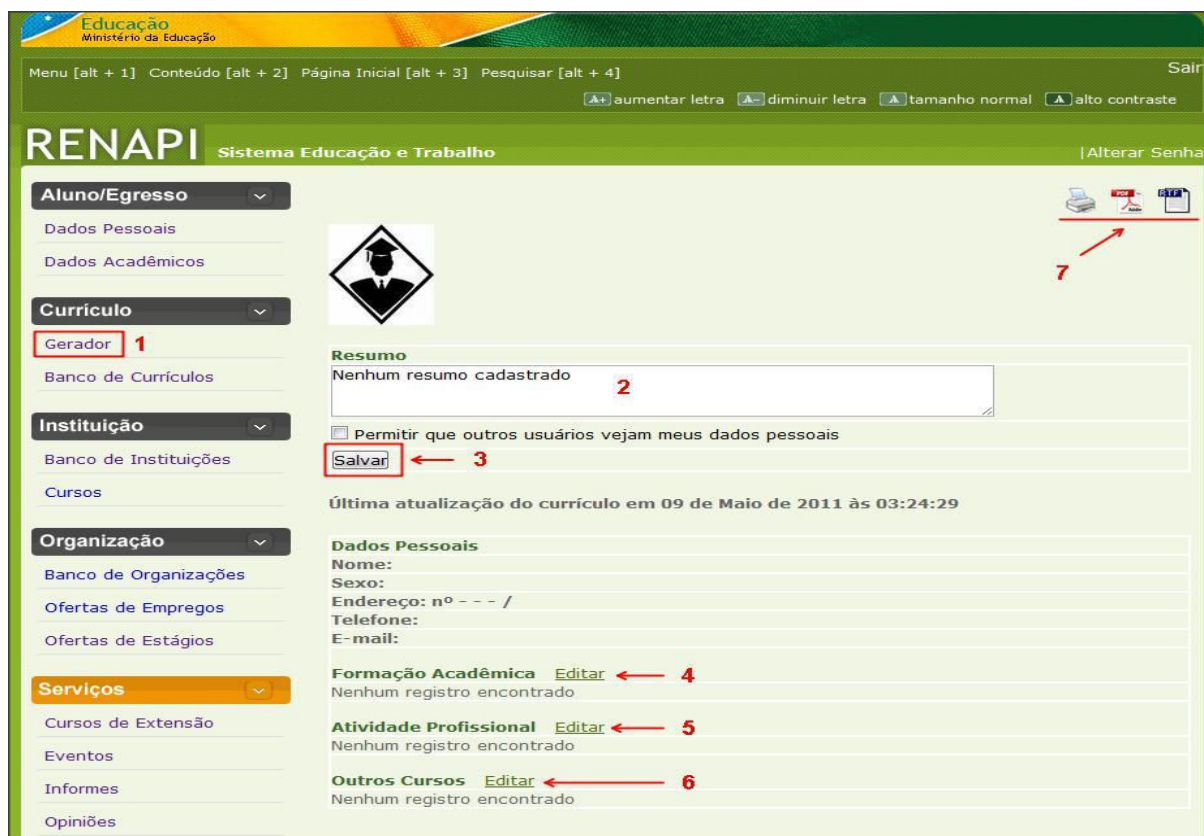 Educação
Ministério da Educação
Menu [alt + 1] Conteúdo [alt + 2] Página Inicial [alt + 3] Pesquisar [alt + 4]
Sair
A+ aumentar letra A- diminuir letra A tamanho normal A alto contraste
RENAPI Sistema Educação e Trabalho
|Alterar Senha
Aluno/Egresso
Dados Pessoais
Dados Acadêmicos
Currículo
Gerador 1
Banco de Currículos
Instituição
Banco de Instituições
Cursos
Organização
Banco de Organizações
Ofertas de Empregos
Ofertas de Estágios
Serviços
Cursos de Extensão
Eventos
Informes
Opiniões
PDF RTF
7
Resumo
Nenhum resumo cadastrado
2
Permitir que outros usuários vejam meus dados pessoais
Salvar 3
Última atualização do currículo em 09 de Maio de 2011 às 03:24:29
Dados Pessoais
Nome:
Sexo:
Endereço: nº - - - /
Telefone:
E-mail:
Formação Acadêmica Editar 4
Nenhum registro encontrado
Atividade Profissional Editar 5
Nenhum registro encontrado
Outros Cursos Editar 6
Nenhum registro encontrado